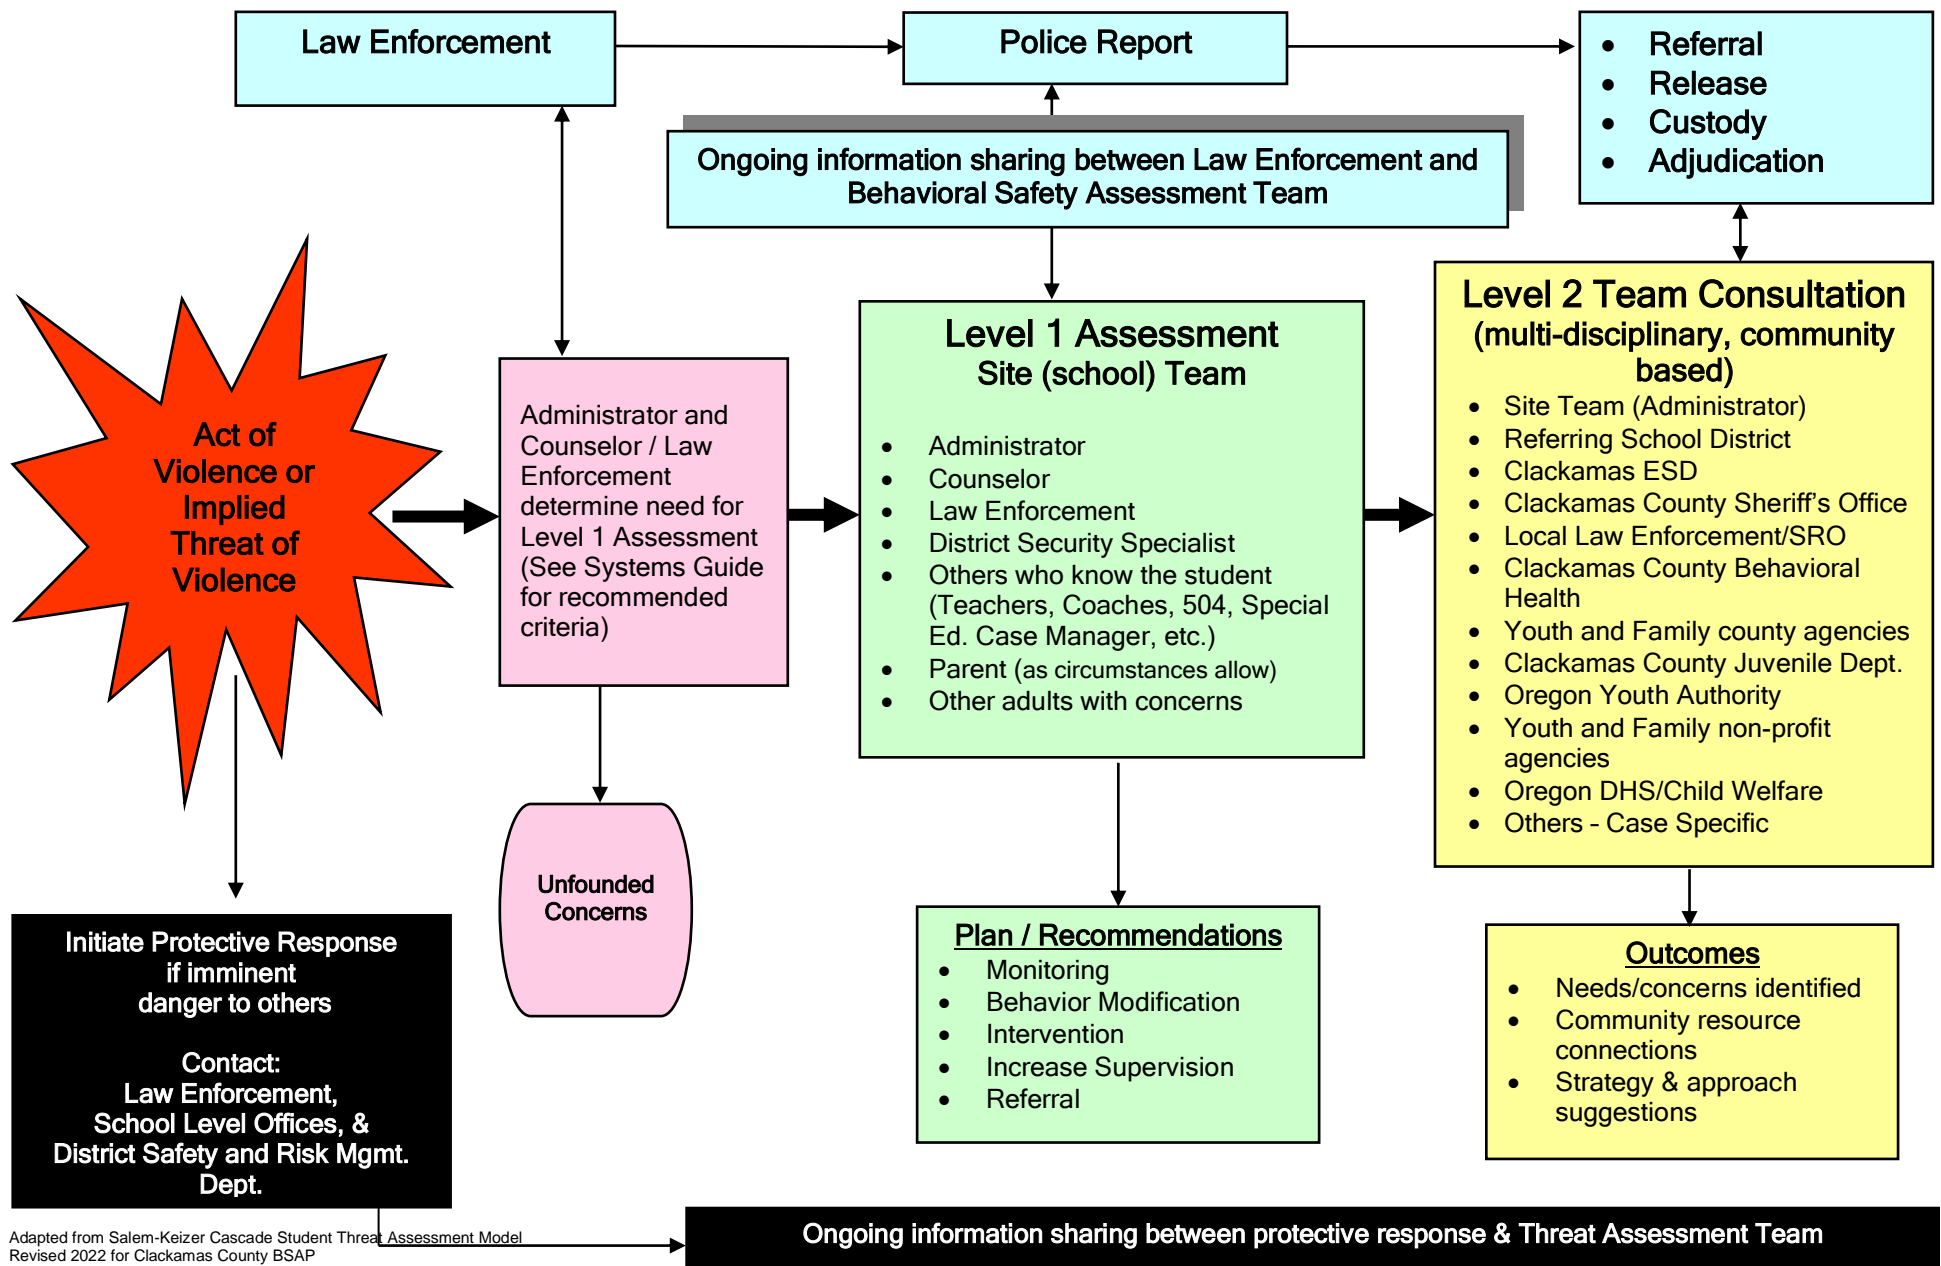 Law Enforcement
Police Report
• Referral
• Release
• Custody
• Adjudication
Ongoing information sharing between Law Enforcement and
Behavioral Safety Assessment Team
Act of
Violence or
Implied
Threat of
Violence
Administrator and
Counselor / Law
Enforcement
determine need for
Level 1 Assessment
(See Systems Guide
for recommended
criteria)
Level 1 Assessment
Site (school) Team
• Administrator
• Counselor
• Law Enforcement
• District Security Specialist
• Others who know the student
(Teachers, Coaches, 504, Special
Ed. Case Manager, etc.)
• Parent (as circumstances allow)
• Other adults with concerns
Level 2 Team Consultation
(multi-disciplinary, community
based)
• Site Team (Administrator)
• Referring School District
• Clackamas ESD
• Clackamas County Sheriff's Office
• Local Law Enforcement/SRO
• Clackamas County Behavioral
Health
• Youth and Family county agencies
• Clackamas County Juvenile Dept.
• Oregon Youth Authority
• Youth and Family non-profit
agencies
• Oregon DHS/Child Welfare
• Others – Case Specific
Unfounded
Concerns
Initiate Protective Response
if imminent
danger to others
Contact:
Law Enforcement,
School Level Offices, &
District Safety and Risk Mgmt.
Dept.
Plan / Recommendations
• Monitoring
• Behavior Modification
• Intervention
• Increase Supervision
• Referral
Outcomes
• Needs/concerns identified
• Community resource
connections
• Strategy & approach
suggestions
Ongoing information sharing between protective response & Threat Assessment Team
Adapted from Salem-Keizer Cascade Student Threat Assessment Model
Revised 2022 for Clackamas County BSAP